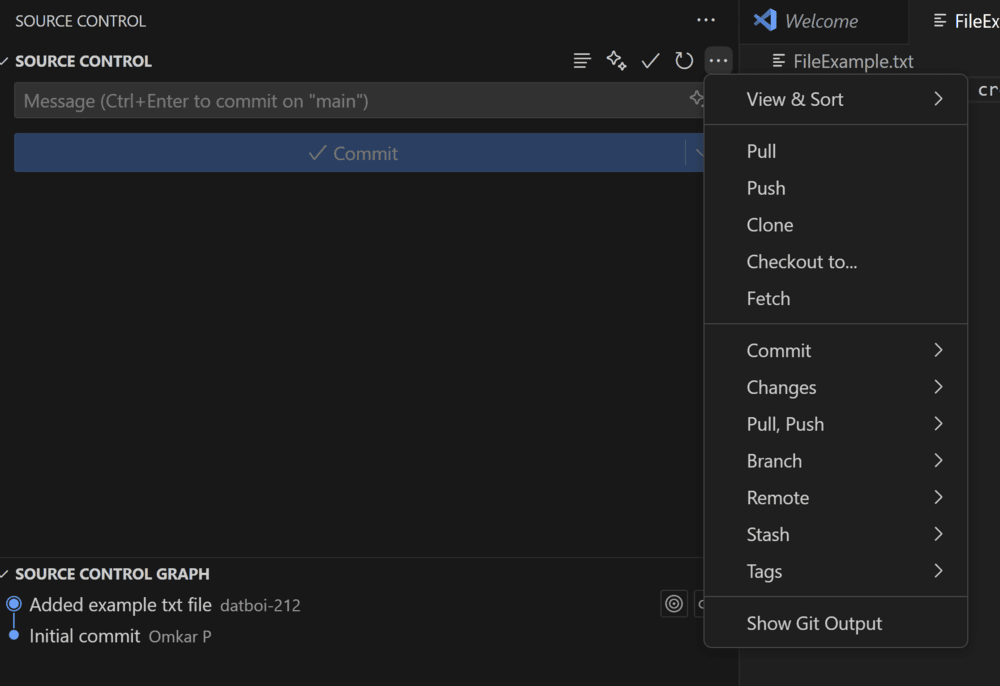 SOURCE CONTROL
Welcome
FileEx
SOURCE CONTROL
FileExample.txt
Message (Ctrl+Enter to commit on "main")
cr
Commit
View & Sort
Pull
Push
Clone
Checkout to...
Fetch
Commit
Changes
Pull, Push
Branch
Remote
Stash
Tags
Show Git Output
SOURCE CONTROL GRAPH
Added example txt file datboi-212
Initial commit Omkar P